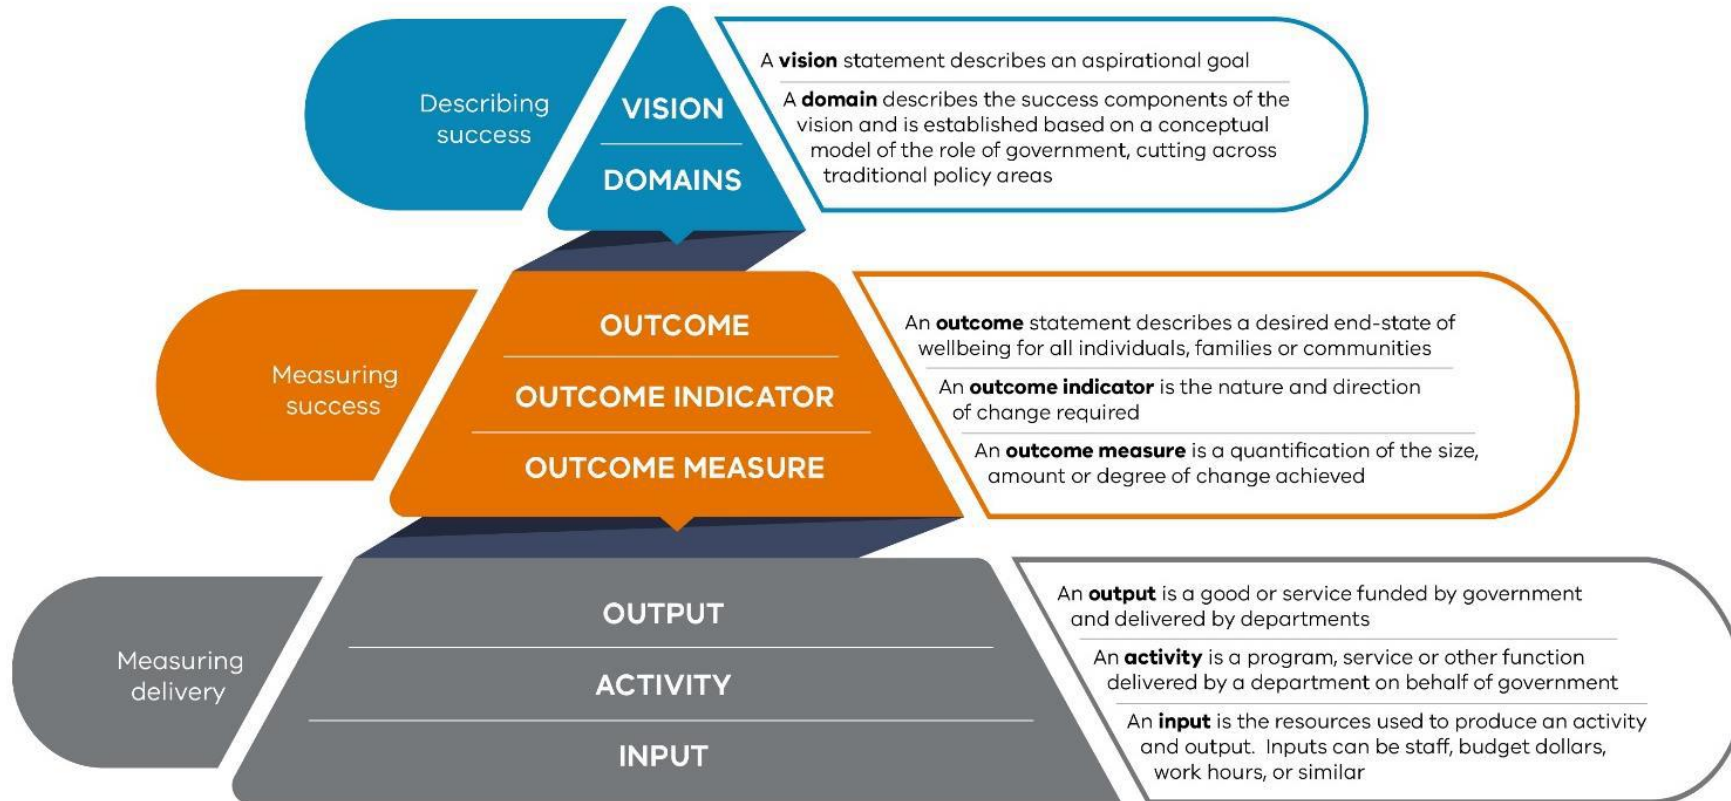 Describing
success
VISION
DOMAINS
A vision statement describes an aspirational goal
A domain describes the success components of the
vision and is established based on a conceptual
model of the role of government, cutting across
traditional policy areas
Measuring
success
OUTCOME
OUTCOME INDICATOR
OUTCOME MEASURE
An outcome statement describes a desired end-state of
wellbeing for all individuals, families or communities
An outcome indicator is the nature and direction
of change required
An outcome measure is a quantification of the size,
amount or degree of change achieved
Measuring
delivery
OUTPUT
ACTIVITY
INPUT
An output is a good or service funded by government
and delivered by departments
An activity is a program, service or other function
delivered by a department on behalf of government
An input is the resources used to produce an activity
and output. Inputs can be staff, budget dollars,
work hours, or similar